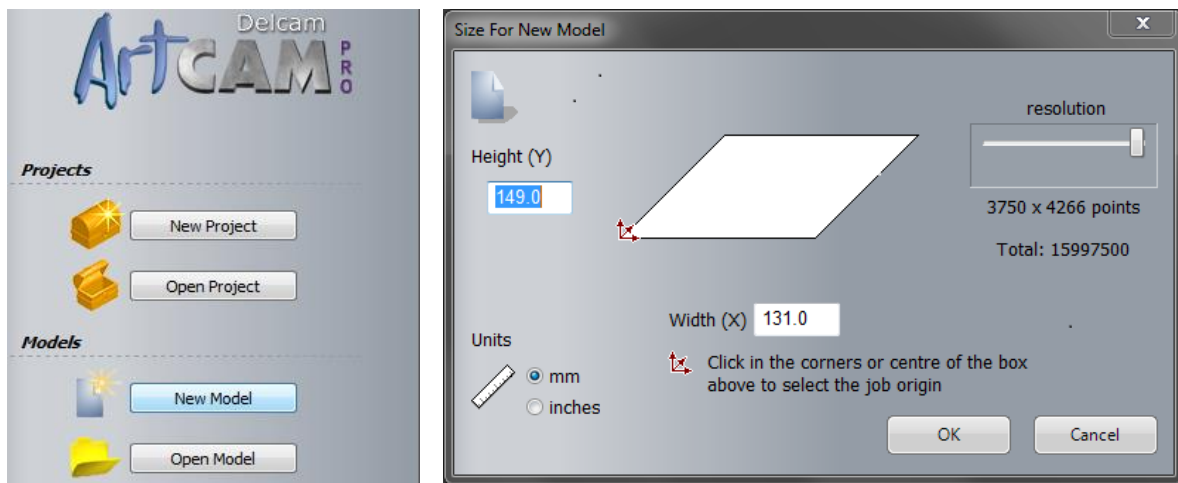 Delcam
ArtCAM PRO
Projects
New Project
Open Project
Models
New Model
Open Model
Size For New Model
x
resolution
Height (Y)
149.0
3750 x 4266 points
Total: 15997500
Width (X) 131.0
Units
mm
inches
Click in the corners or centre of the box
above to select the job origin
OK
Cancel